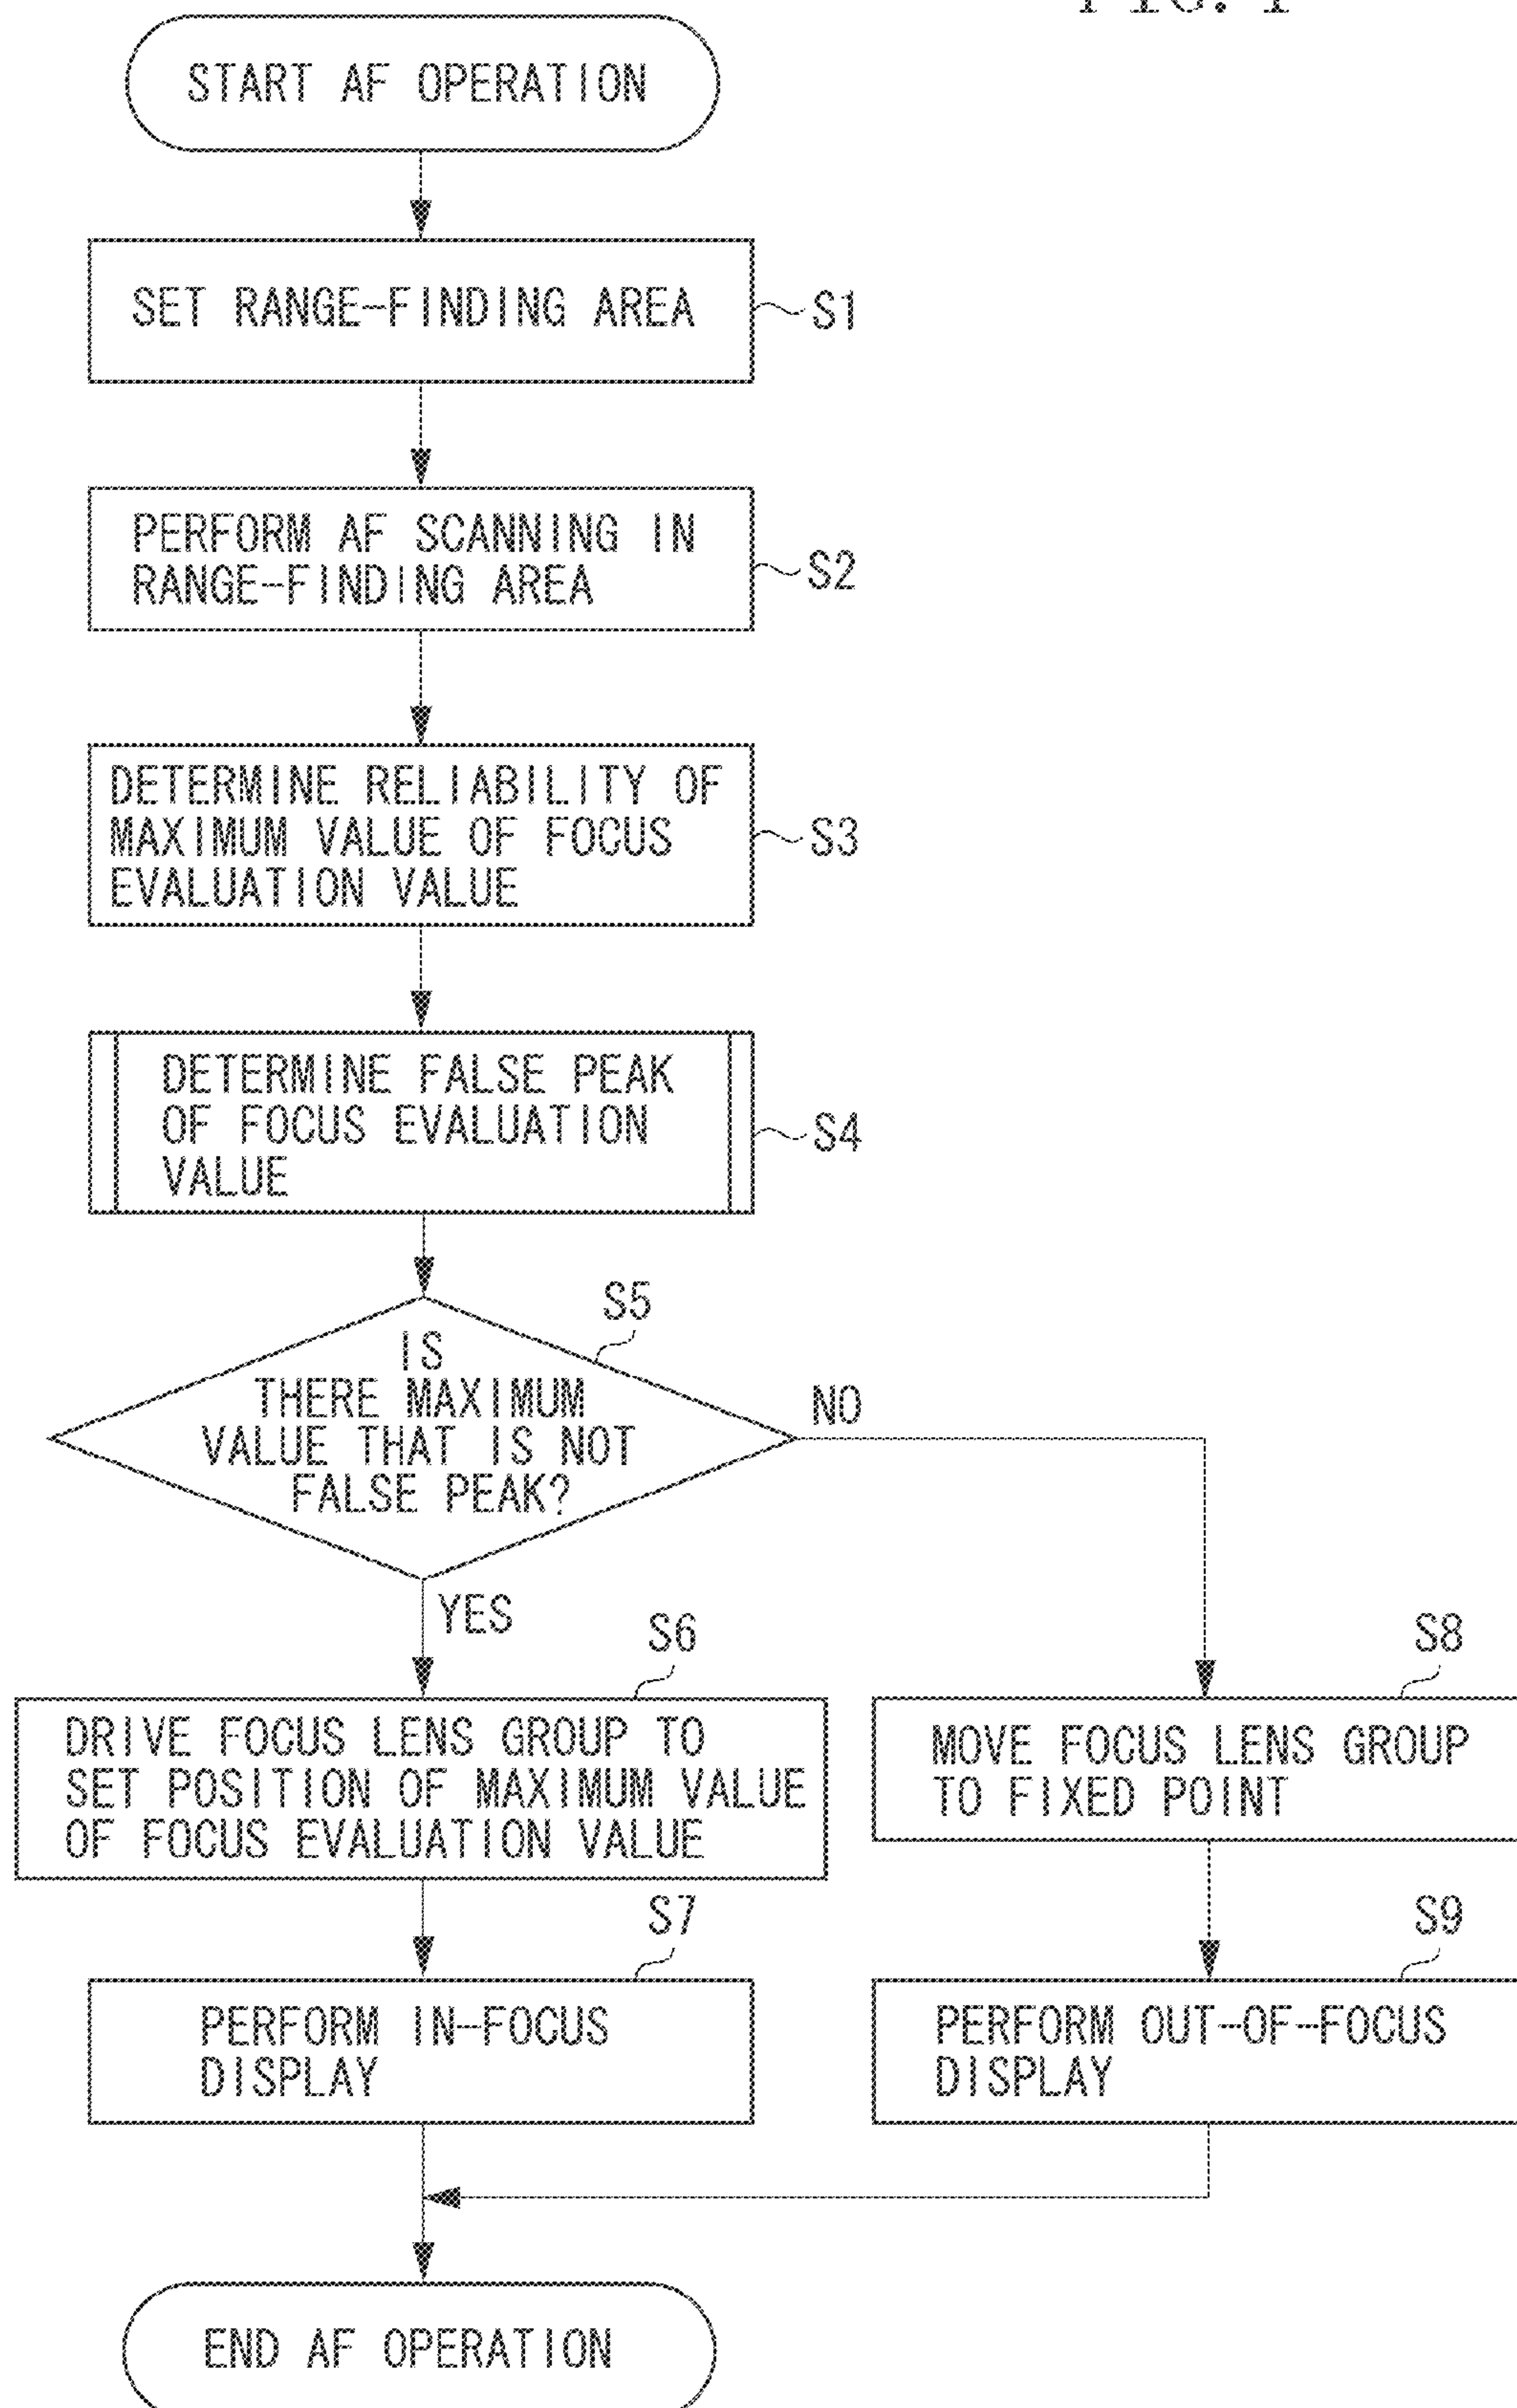 START AF OPERATION
SET RANGE-FINDING AREA
S1
PERFORM AF SCANNING IN
RANGE-FINDING AREA
S2
DETERMINE RELIABILITY OF
MAXIMUM VALUE OF FOCUS
EVALUATION VALUE
S3
DETERMINE FALSE PEAK
OF FOCUS EVALUATION
VALUE
S4
S5
IS
THERE MAXIMUM
VALUE THAT IS NOT
FALSE PEAK?
NO
YES
S6
DRIVE FOCUS LENS GROUP TO
SET POSITION OF MAXIMUM VALUE
OF FOCUS EVALUATION VALUE
S8
MOVE FOCUS LENS GROUP
TO FIXED POINT
S7
PERFORM IN-FOCUS
DISPLAY
S9
PERFORM OUT-OF-FOCUS
DISPLAY
END AF OPERATION